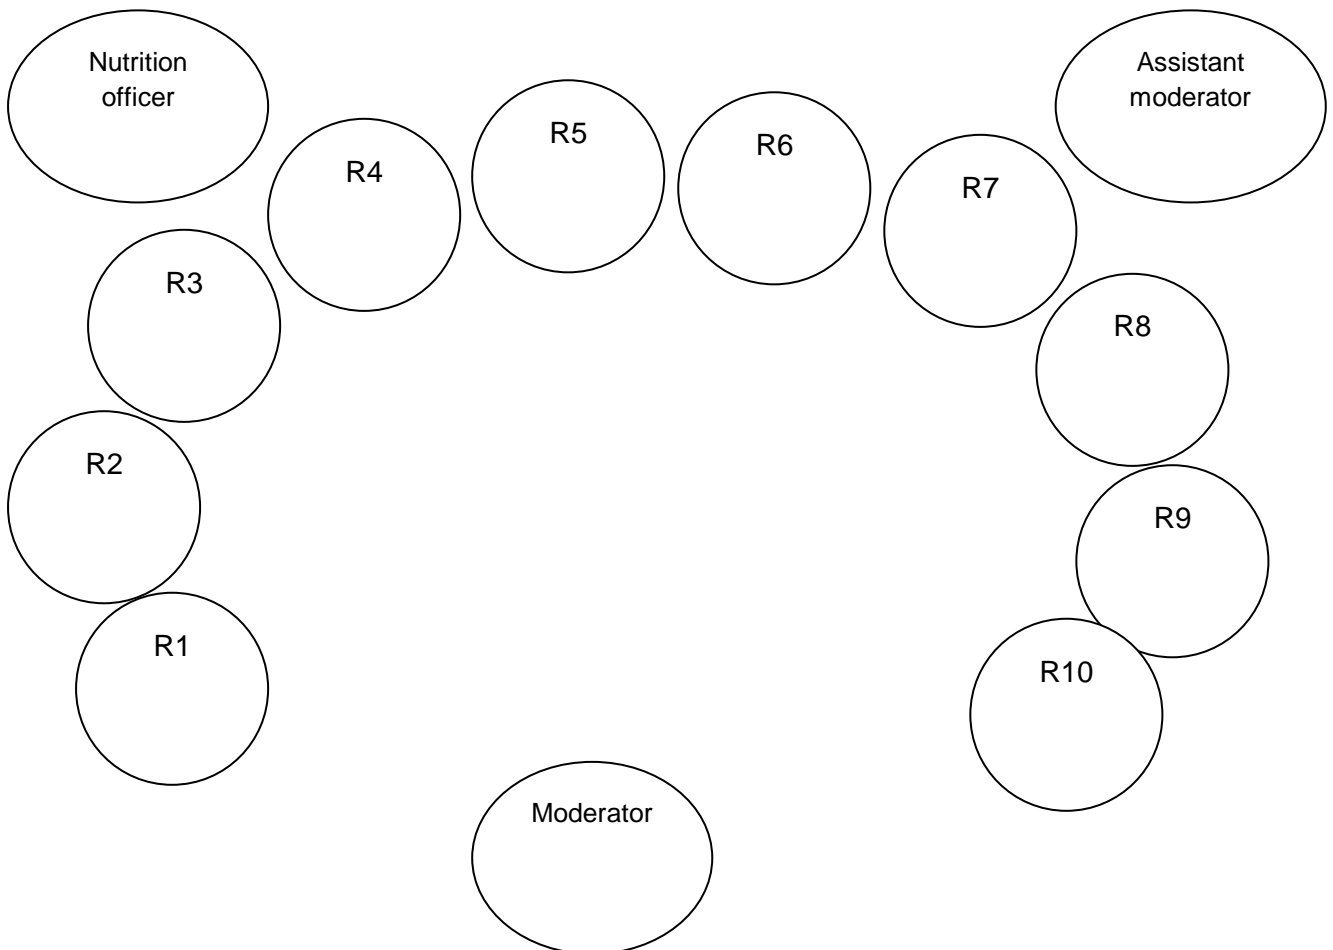 Nutrition
officer
Assistant
moderator
R5
R6
R4
R7
R3
R8
R2
R9
R1
R10
Moderator